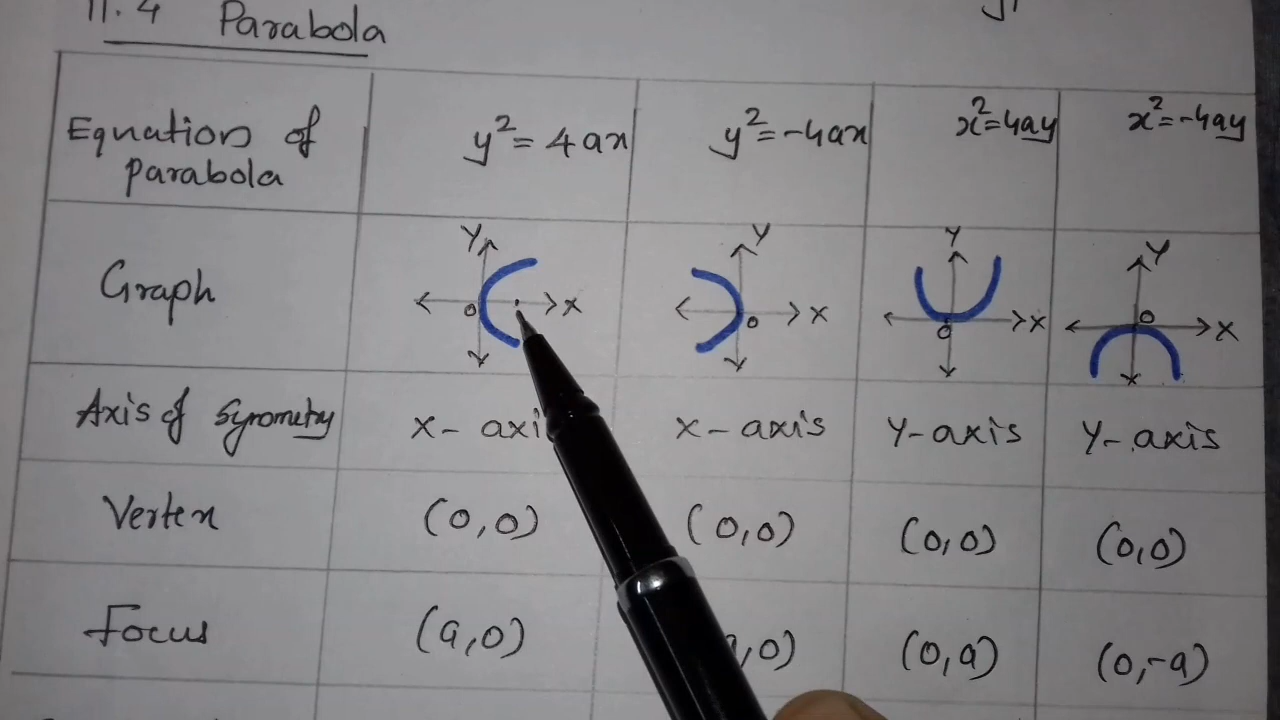 11.4 Parabola
Equation of parabola y²= 4ax y²=-4ax x²=4ay x²=-4ay
Graph
Y X O
Y X O
Y X O
Y X O
Axis of Symmetry X- axi X-axis Y-axis Y-axis
Vertex (0,0) (0,0) (0,0) (0,0)
Focus (a,0) ,0) (0,a) (0,-a)